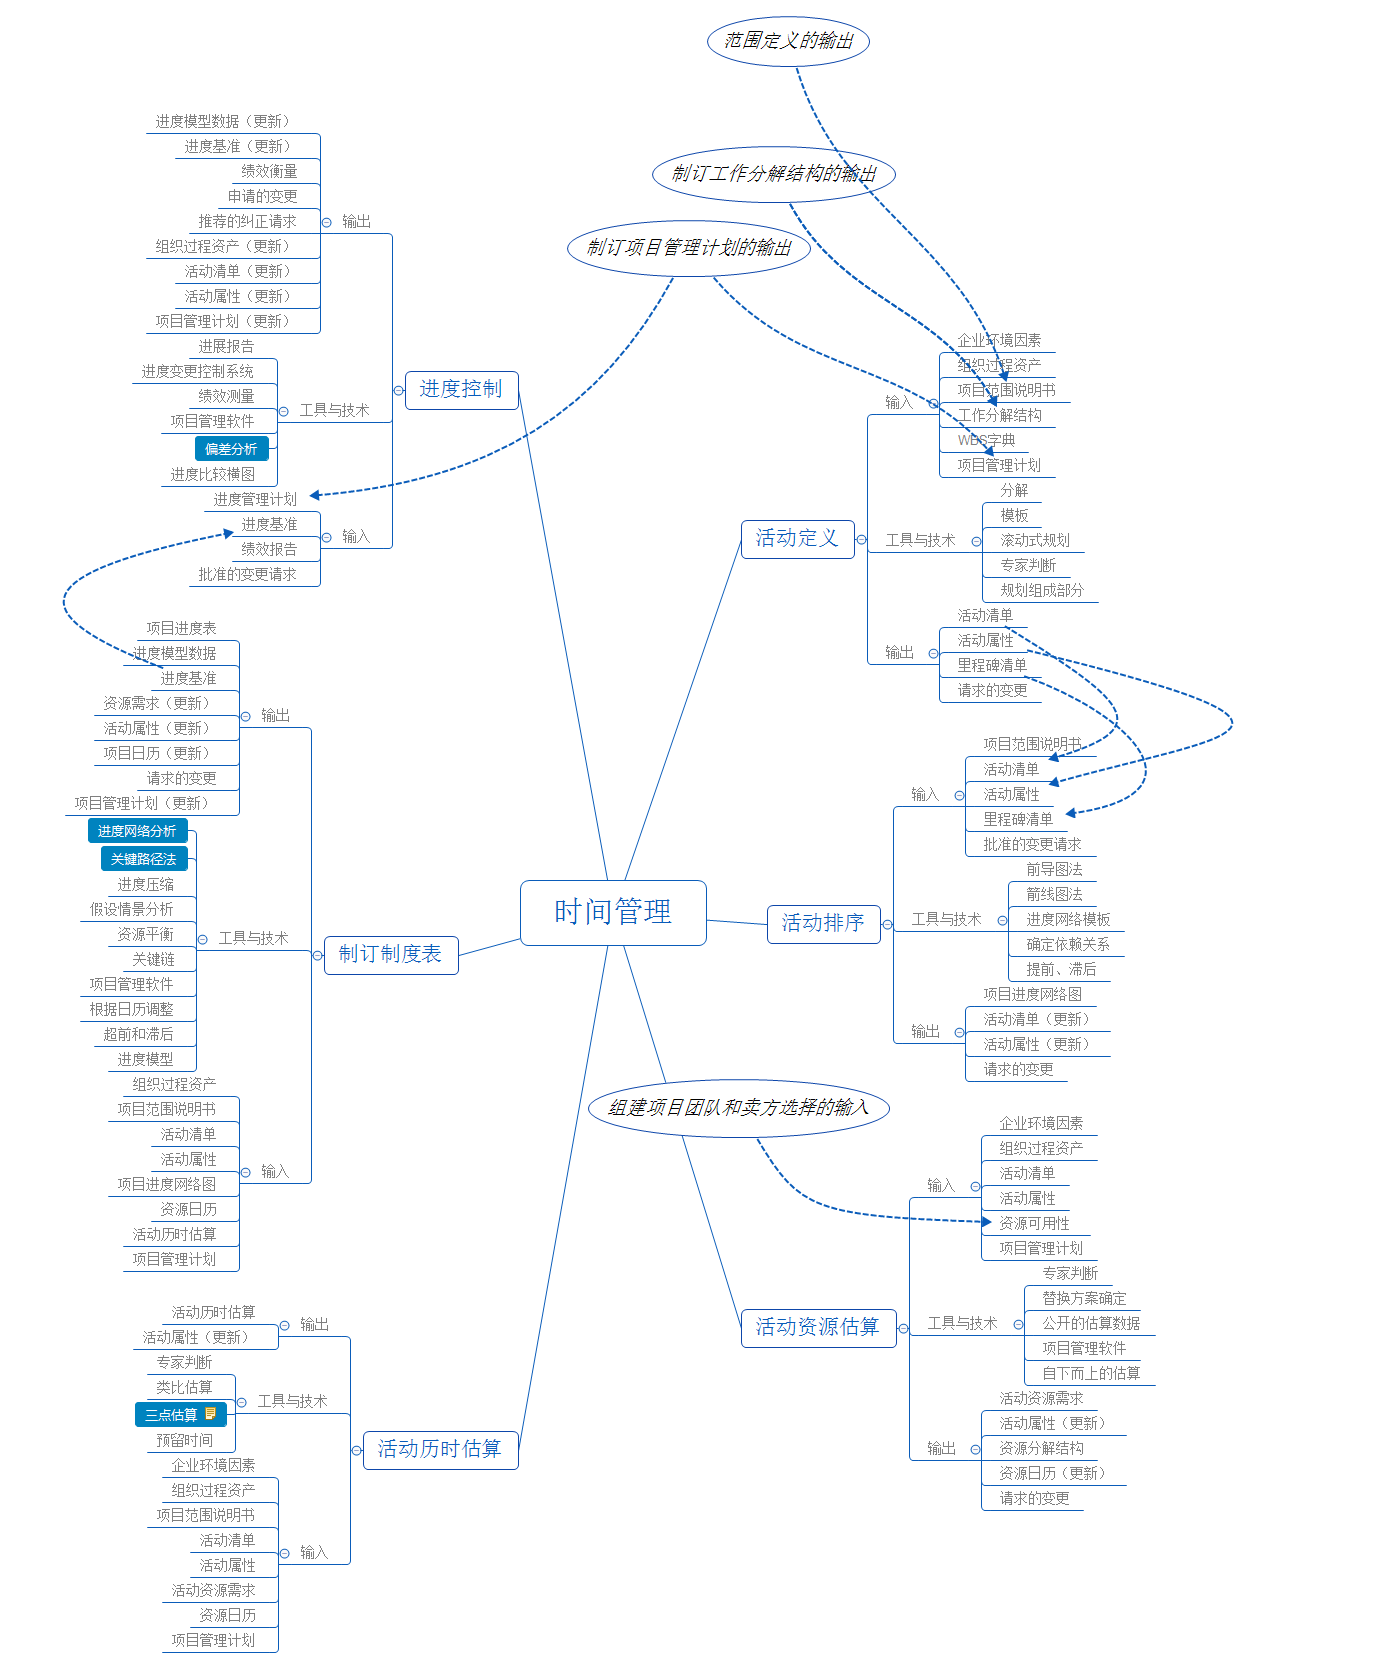 范围定义的输出
制订工作分解结构的输出
制订项目管理计划的输出
时间管理
进度控制
输出
进度模型数据（更新）
进度基准（更新）
绩效衡量
申请的变更
推荐的纠正请求
组织过程资产（更新）
活动清单（更新）
活动属性（更新）
项目管理计划（更新）
工具与技术
进展报告
进度变更控制系统
绩效测量
项目管理软件
偏差分析
进度比较横图
输入
进度管理计划
进度基准
绩效报告
批准的变更请求
制订制度表
输出
项目进度表
进度模型数据
进度基准
资源需求（更新）
活动属性（更新）
项目日历（更新）
请求的变更
项目管理计划（更新）
工具与技术
进度网络分析
关键路径法
进度压缩
假设情景分析
资源平衡
关键链
项目管理软件
根据日历调整
超前和滞后
进度模型
输入
组织过程资产
项目范围说明书
活动清单
活动属性
项目进度网络图
资源日历
活动历时估算
项目管理计划
活动历时估算
输出
活动历时估算
活动属性（更新）
工具与技术
专家判断
类比估算
三点估算
预留时间
输入
企业环境因素
组织过程资产
项目范围说明书
活动清单
活动属性
活动资源需求
资源日历
项目管理计划
活动定义
输入
企业环境因素
组织过程资产
项目范围说明书
工作分解结构
WBS字典
项目管理计划
工具与技术
分解
模板
滚动式规划
专家判断
规划组成部分
输出
活动清单
活动属性
里程碑清单
请求的变更
活动排序
输入
项目范围说明书
活动清单
活动属性
里程碑清单
批准的变更请求
工具与技术
前导图法
箭线图法
进度网络模板
确定依赖关系
提前、滞后
输出
项目进度网络图
活动清单（更新）
活动属性（更新）
请求的变更
组建项目团队和卖方选择的输入
活动资源估算
输入
企业环境因素
组织过程资产
活动清单
活动属性
资源可用性
项目管理计划
工具与技术
专家判断
替换方案确定
公开的估算数据
项目管理软件
自下而上的估算
输出
活动资源需求
活动属性（更新）
资源分解结构
资源日历（更新）
请求的变更